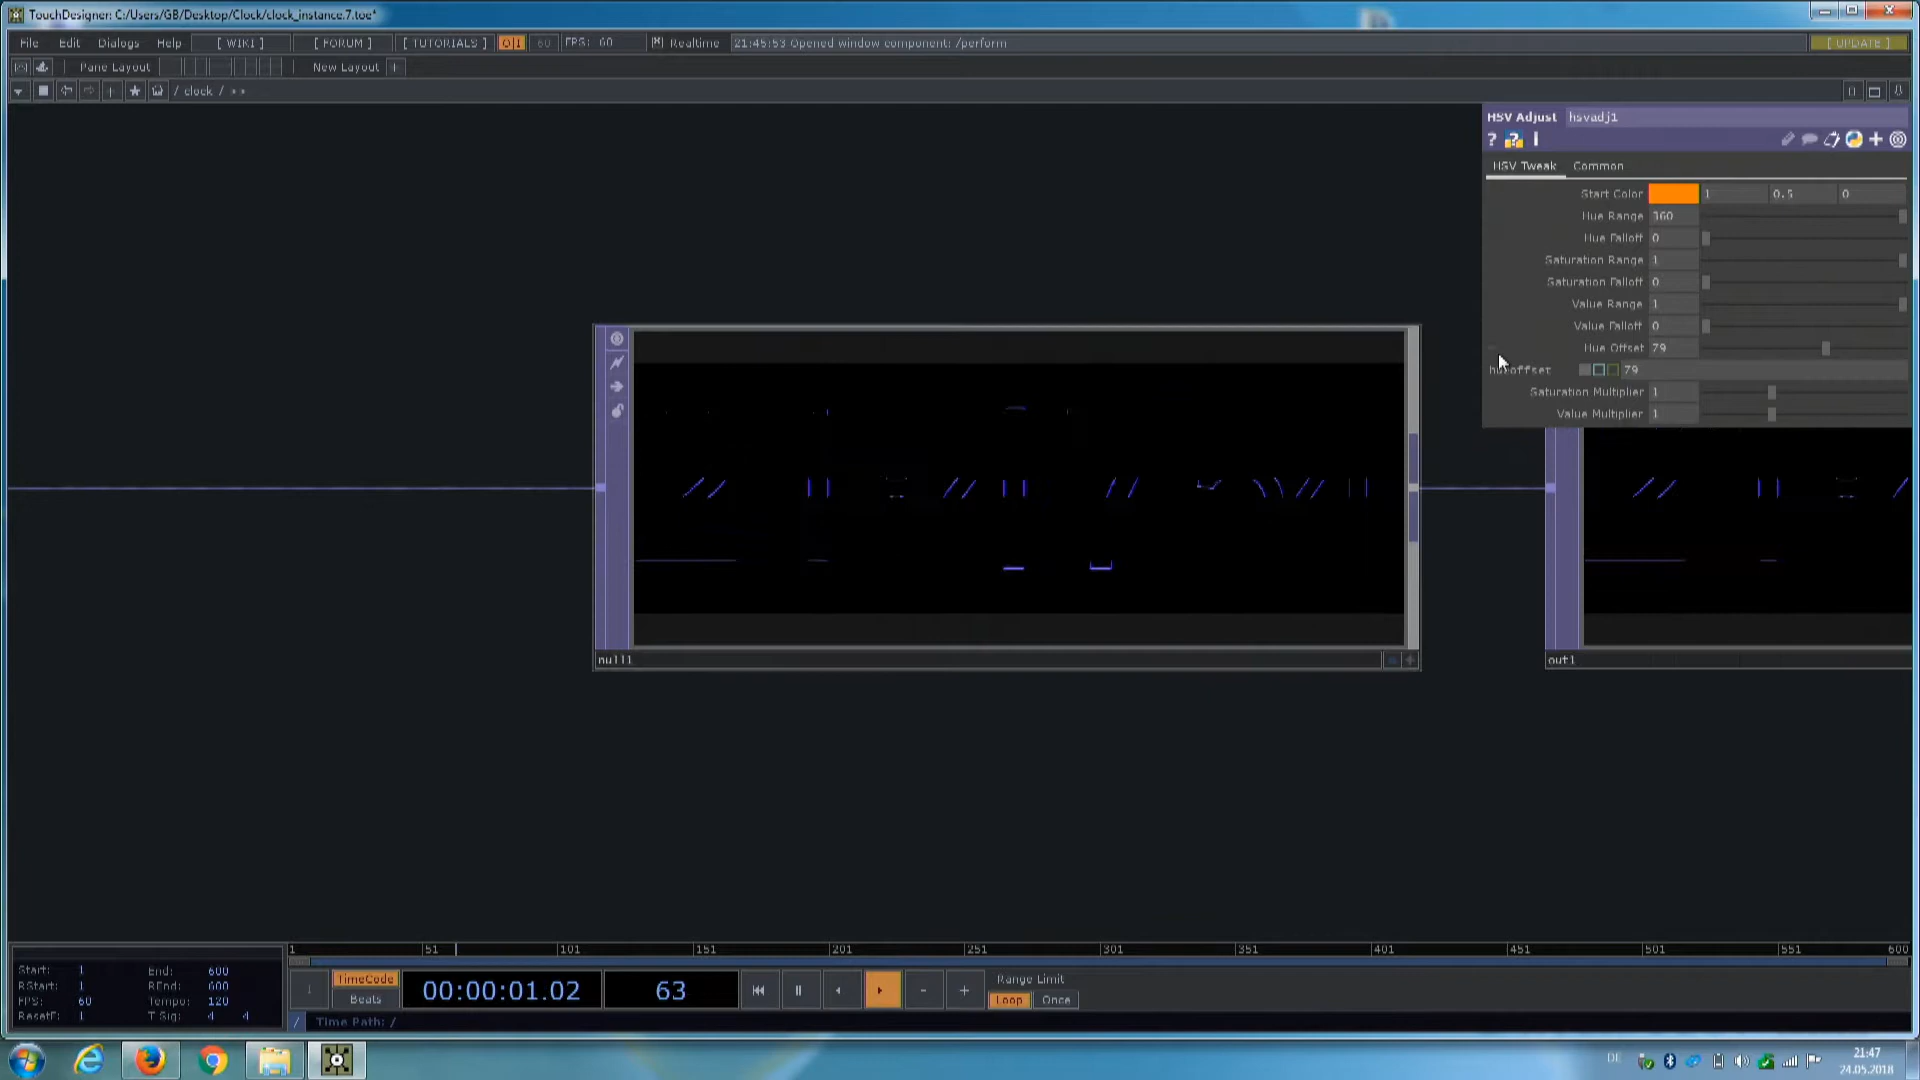 TouchDesigner: C:/Users/GB/Desktop/Clock/clock_instance.7.toe*
File Edit Dialogs Help [ WIKI ] [ FORUM ] [ TUTORIALS ] O|I 60 FPS: 60 Realtime 21:45:53 Opened window component: /perform [ UPDATE ]
Pane Layout New Layout +
/ clock /
HSV Adjust hsvadj1
HSV Tweak Common
Start Color 1 0.5 0
Hue Range 360
Hue Falloff 0
Saturation Range 1
Saturation Falloff 0
Value Range 1
Value Falloff 0
Hue Offset 79
hueoffset 79
Saturation Multiplier 1
Value Multiplier 1
null1
out1
1 51 101 151 201 251 301 351 401 451 501 551 600
Start: 1 End: 600
RStart: 1 REnd: 600
FPS: 60 Tempo: 120
ResetF: 1 T Sig: 4 4
TimeCode
Beats
00:00:01.02
63
Range Limit
Loop Once
/ Time Path: /
DE
21:47
24.05.2018